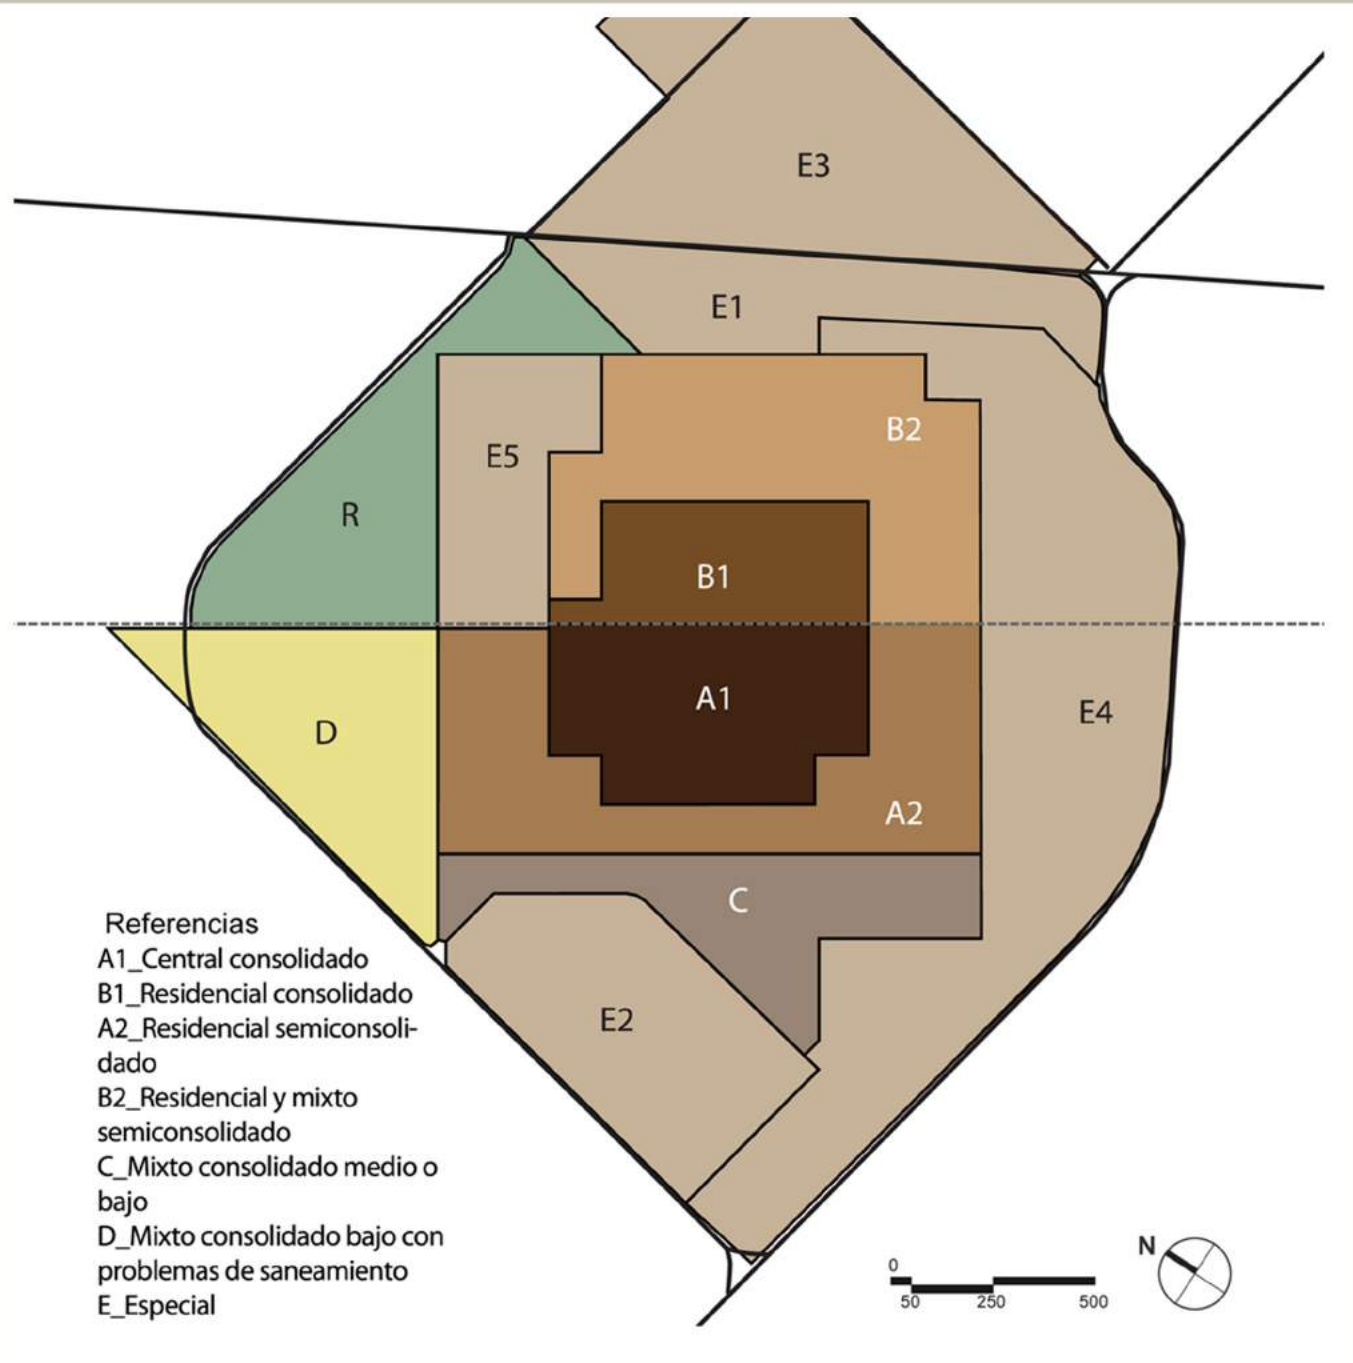 E3
E1
B2
E5
R
B1
A1
D
E4
A2
C
E2
Referencias
A1_Central consolidado
B1_Residencial consolidado
A2_Residencial semiconsoli-
dado
B2_Residencial y mixto
semiconsolidado
C_Mixto consolidado medio o
bajo
D_Mixto consolidado bajo con
problemas de saneamiento
E_Especial
N
0
50 250 500